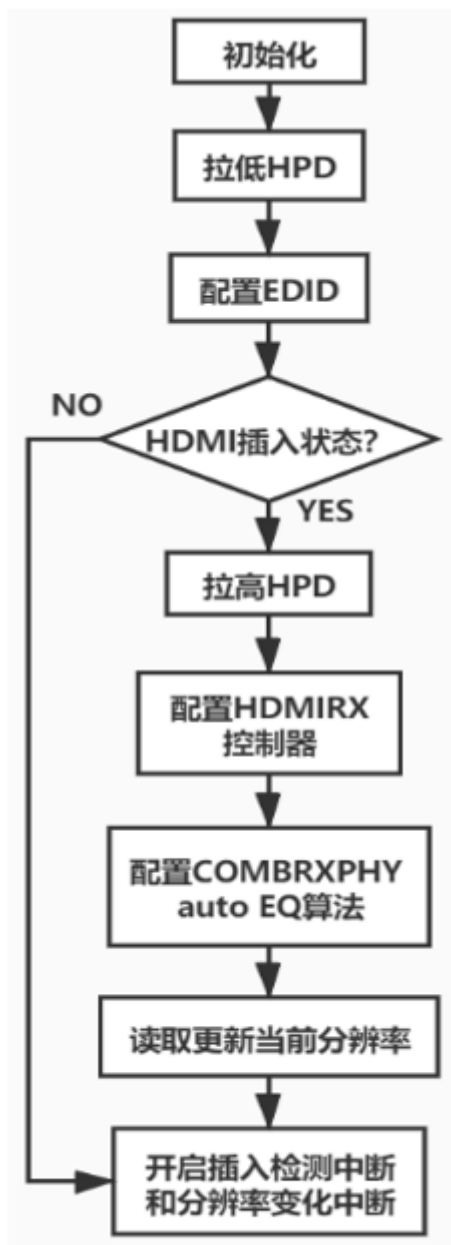 初始化
拉低HPD
配置EDID
NO
HDMI插入状态?
YES
拉高HPD
配置HDMIRX
控制器
配置COMBRXPHY
auto EQ算法
读取更新当前分辨率
开启插入检测中断
和分辨率变化中断